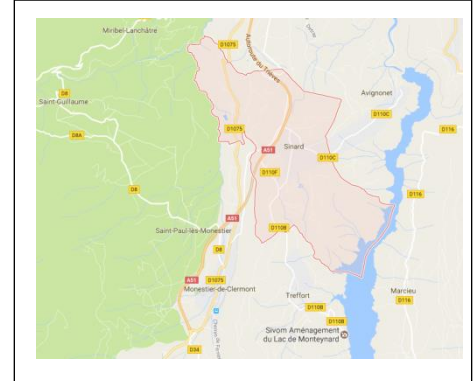 Miribel-Lanchâtre
D1075
Autoroute du Trièves
D8
Saint-Guillaume
Avignonet
D110C
D8A
D1075
D116
A51
Sinard
D110C
D110F
D8
D116
A51
D110B
Saint-Paul-lès-Monestier
D8
A51
D1075
Monestier-de-Clermont
Treffort
Marcieu
D116
D110B
D110B
Sivom Aménagement
du Lac de Monteynard
D34